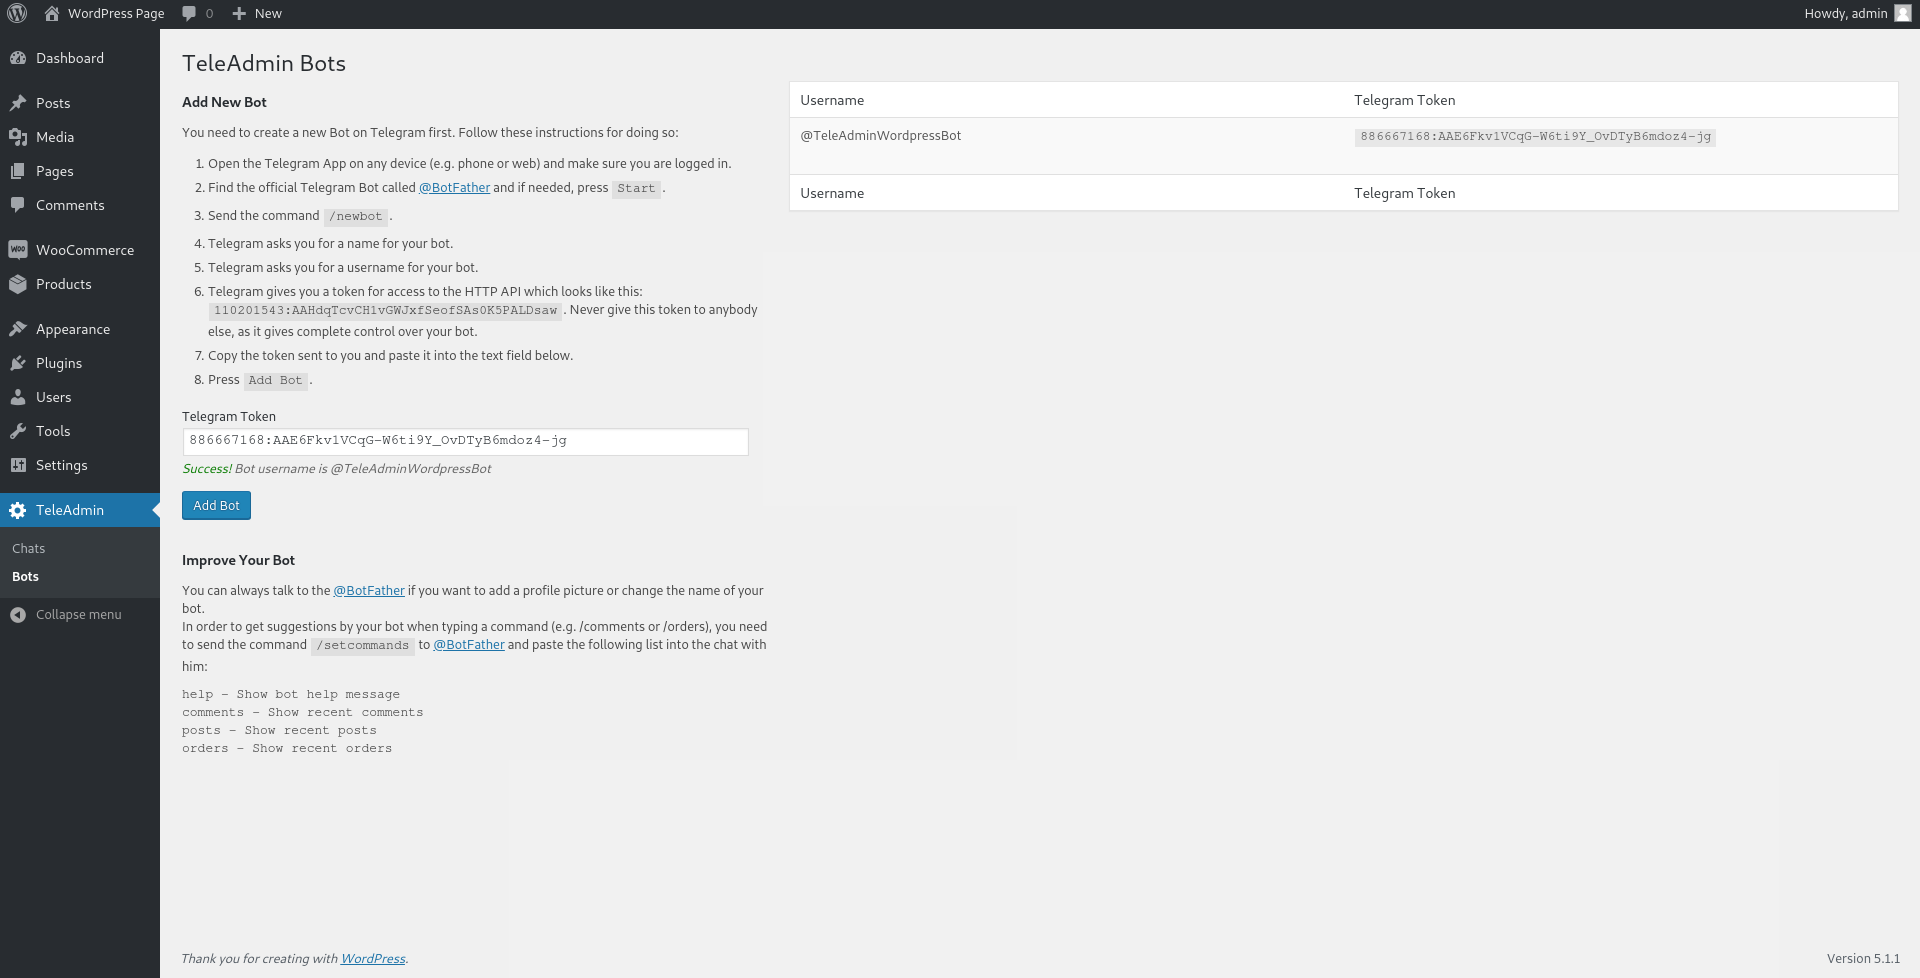 WordPress Page 0 New Howdy, admin
Dashboard
Posts
Media
Pages
Comments
WooCommerce
Products
Appearance
Plugins
Users
Tools
Settings
TeleAdmin
Chats
Bots
Collapse menu
TeleAdmin Bots
Add New Bot
You need to create a new Bot on Telegram first. Follow these instructions for doing so:
1. Open the Telegram App on any device (e.g. phone or web) and make sure you are logged in.
2. Find the official Telegram Bot called @BotFather and if needed, press Start .
3. Send the command /newbot .
4. Telegram asks you for a name for your bot.
5. Telegram asks you for a username for your bot.
6. Telegram gives you a token for access to the HTTP API which looks like this:
110201543:AAHdqTcvCH1vGWJxfSeofSAs0K5PALDsaw . Never give this token to anybody
else, as it gives complete control over your bot.
7. Copy the token sent to you and paste it into the text field below.
8. Press Add Bot .
Telegram Token
886667168:AAE6Fkv1VCqG-W6ti9Y_OvDTyB6mdoz4-jg
Success! Bot username is @TeleAdminWordpressBot
Add Bot
Improve Your Bot
You can always talk to the @BotFather if you want to add a profile picture or change the name of your
bot.
In order to get suggestions by your bot when typing a command (e.g. /comments or /orders), you need
to send the command /setcommands to @BotFather and paste the following list into the chat with
him:
help - Show bot help message
comments - Show recent comments
posts - Show recent posts
orders - Show recent orders
Username Telegram Token
@TeleAdminWordpressBot 886667168:AAE6Fkv1VCqG-W6ti9Y_OvDTyB6mdoz4-jg
Username Telegram Token
Thank you for creating with WordPress. Version 5.1.1